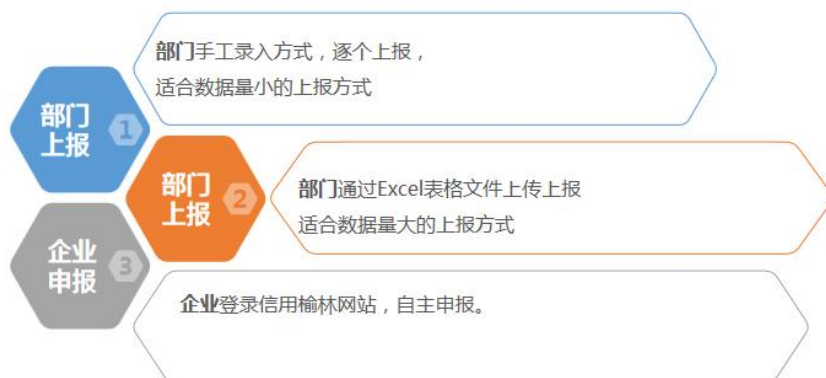 部门
上报
1
部门手工录入方式，逐个上报，
适合数据量小的上报方式
部门
上报
2
部门通过Excel表格文件上传上报
适合数据量大的上报方式
企业
申报
3
企业登录信用榆林网站，自主申报。